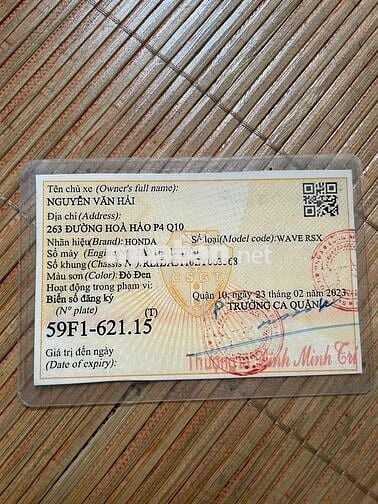 Tên chủ xe (Owner's full name):
NGUYỄN VĂN HẢI
Địa chỉ (Address):
263 ĐƯỜNG HOÀ HẢO P4 Q10
Nhãn hiệu (Brand): HONDA Số loại (Model code): WAVE RSX
Số máy (Engine
Số khung (Chassis N°):
Màu sơn (Color): Đỏ Đen
Hoạt động trong phạm vi:
Biển số đăng ký
(N° plate) (T)
59F1-621.15
Giá trị đến ngày
(Date of expiry):
CSGT
Quận 10, ngày 23 tháng 02 năm 2023
P TRƯỞNG CA QUẬN
Minh